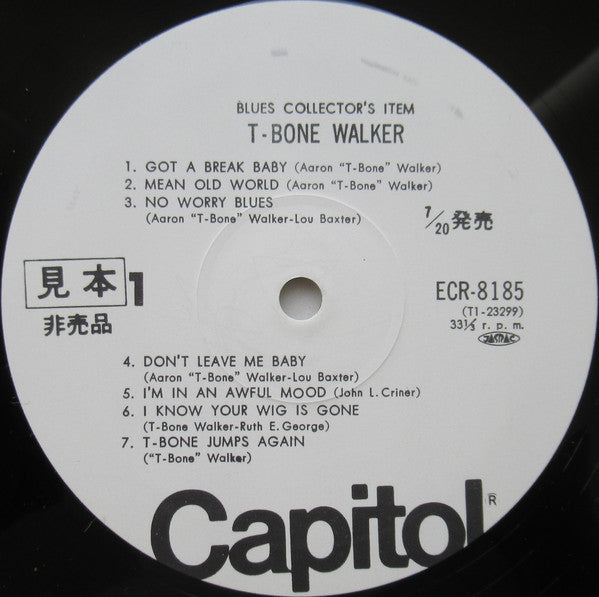 BLUES COLLECTOR'S ITEM
T-BONE WALKER
1. GOT A BREAK BABY (Aaron "T-Bone" Walker)
2. MEAN OLD WORLD (Aaron "T-Bone" Walker)
3. NO WORRY BLUES
(Aaron "T-Bone" Walker-Lou Baxter)
7/20発売
見本 1
非売品
ECR-8185
(T1-23299)
33⅓ r. p. m.
JASRAC
4. DON'T LEAVE ME BABY
(Aaron "T-Bone" Walker-Lou Baxter)
5. I'M IN AN AWFUL MOOD (John L. Criner)
6. I KNOW YOUR WIG IS GONE
(T-Bone Walker-Ruth E. George)
7. T-BONE JUMPS AGAIN
("T-Bone" Walker)
Capitol®